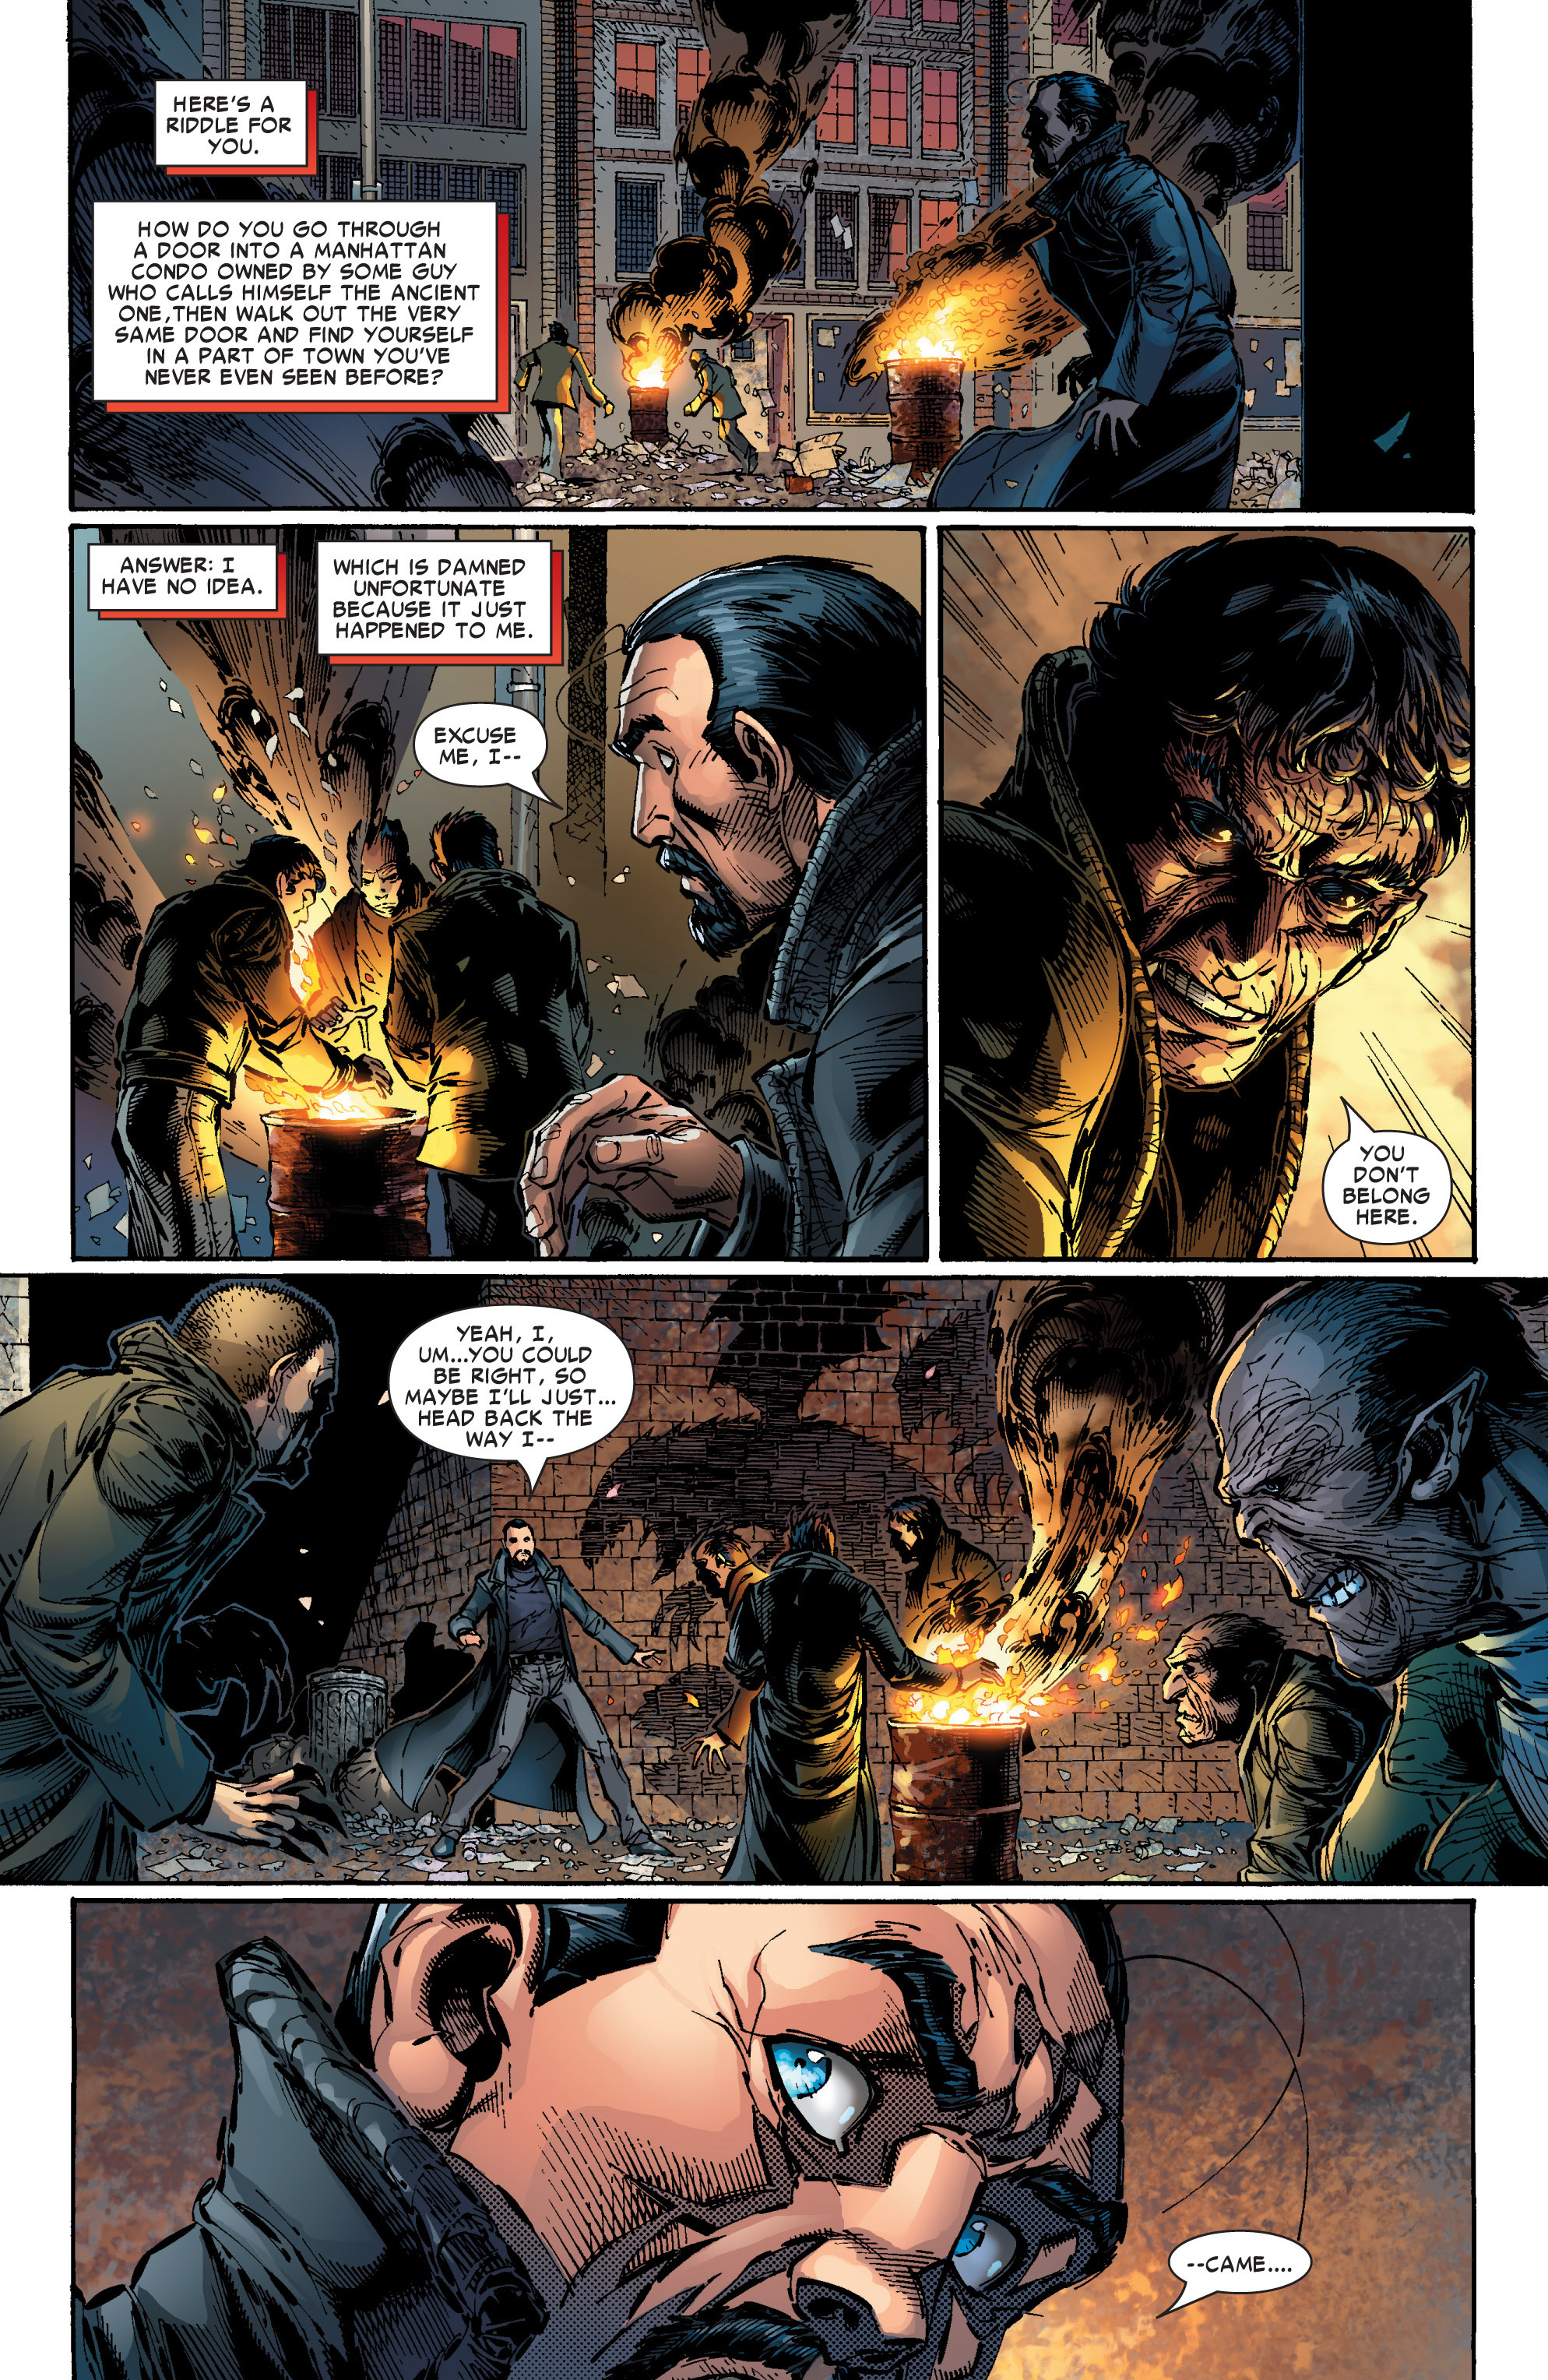 HERE'S A
RIDDLE FOR
YOU.
HOW DO YOU GO THROUGH
A DOOR INTO A MANHATTAN
CONDO OWNED BY SOME GUY
WHO CALLS HIMSELF THE ANCIENT
ONE, THEN WALK OUT THE VERY
SAME DOOR AND FIND YOURSELF
IN A PART OF TOWN YOU'VE
NEVER EVEN SEEN BEFORE?
ANSWER: I
HAVE NO IDEA.
WHICH IS DAMNED
UNFORTUNATE
BECAUSE IT JUST
HAPPENED TO ME.
EXCUSE
ME, I--
YOU
DON'T
BELONG
HERE.
YEAH, I,
UM...YOU COULD
BE RIGHT, SO
MAYBE I'LL JUST...
HEAD BACK THE
WAY I--
--CAME....